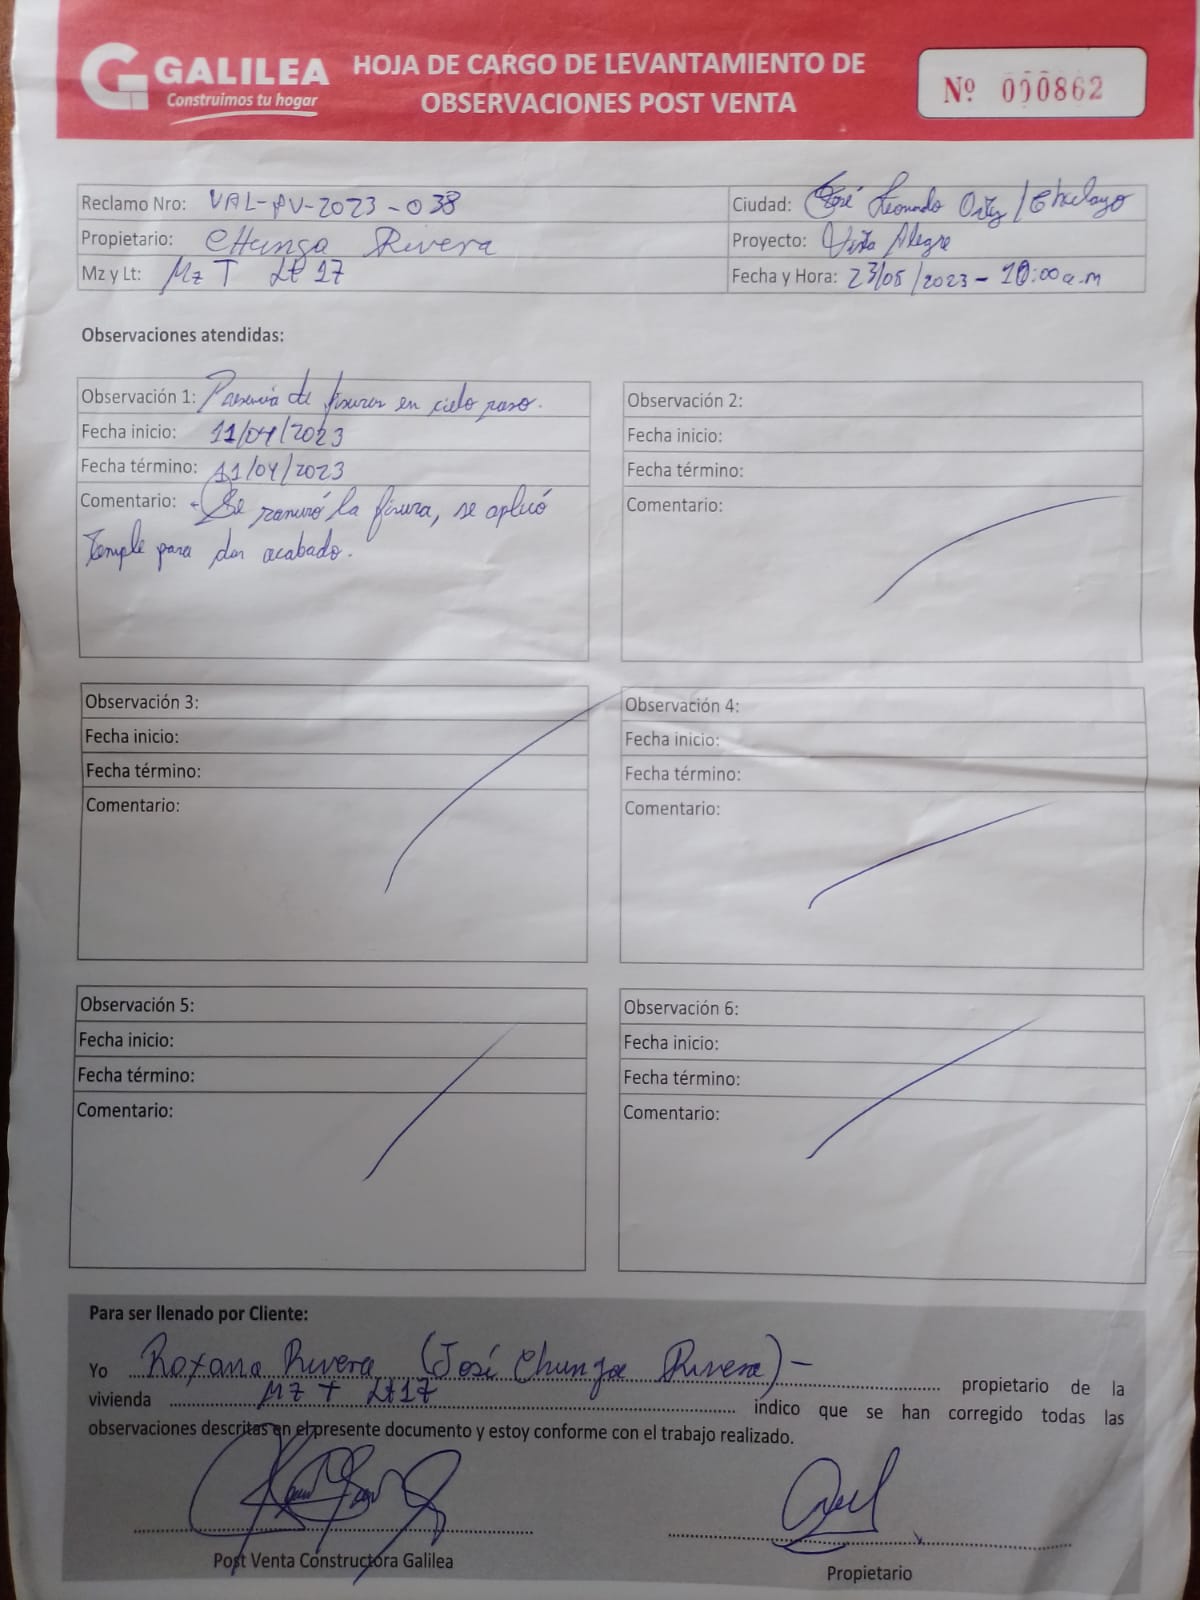 GALILEA
Construimos tu hogar
HOJA DE CARGO DE LEVANTAMIENTO DE
OBSERVACIONES POST VENTA
Nº 000862
Reclamo Nro: VAL-PV-2023-038
Ciudad: José Leonardo Ortiz / Chiclayo
Propietario: CHunga Rivera
Proyecto: Vista Alegre
Mz y Lt: Mz T Lt 17
Fecha y Hora: 23/05/2023 - 10:00 a.m
Observaciones atendidas:
Observación 1: Presencia de fisuras en cielo raso.
Fecha inicio: 11/04/2023
Fecha término: 11/04/2023
Comentario: - Se ranuró la fisura, se aplicó
temple para dar acabado.
Observación 2:
Fecha inicio:
Fecha término:
Comentario:
Observación 3:
Fecha inicio:
Fecha término:
Comentario:
Observación 4:
Fecha inicio:
Fecha término:
Comentario:
Observación 5:
Fecha inicio:
Fecha término:
Comentario:
Observación 6:
Fecha inicio:
Fecha término:
Comentario:
Para ser llenado por Cliente:
Yo Roxana Rivera (José Chunga Rivera) - propietario de la
vivienda Mz T Lt 17 indico que se han corregido todas las
observaciones descritas en el presente documento y estoy conforme con el trabajo realizado.
Post Venta Constructora Galilea
Propietario